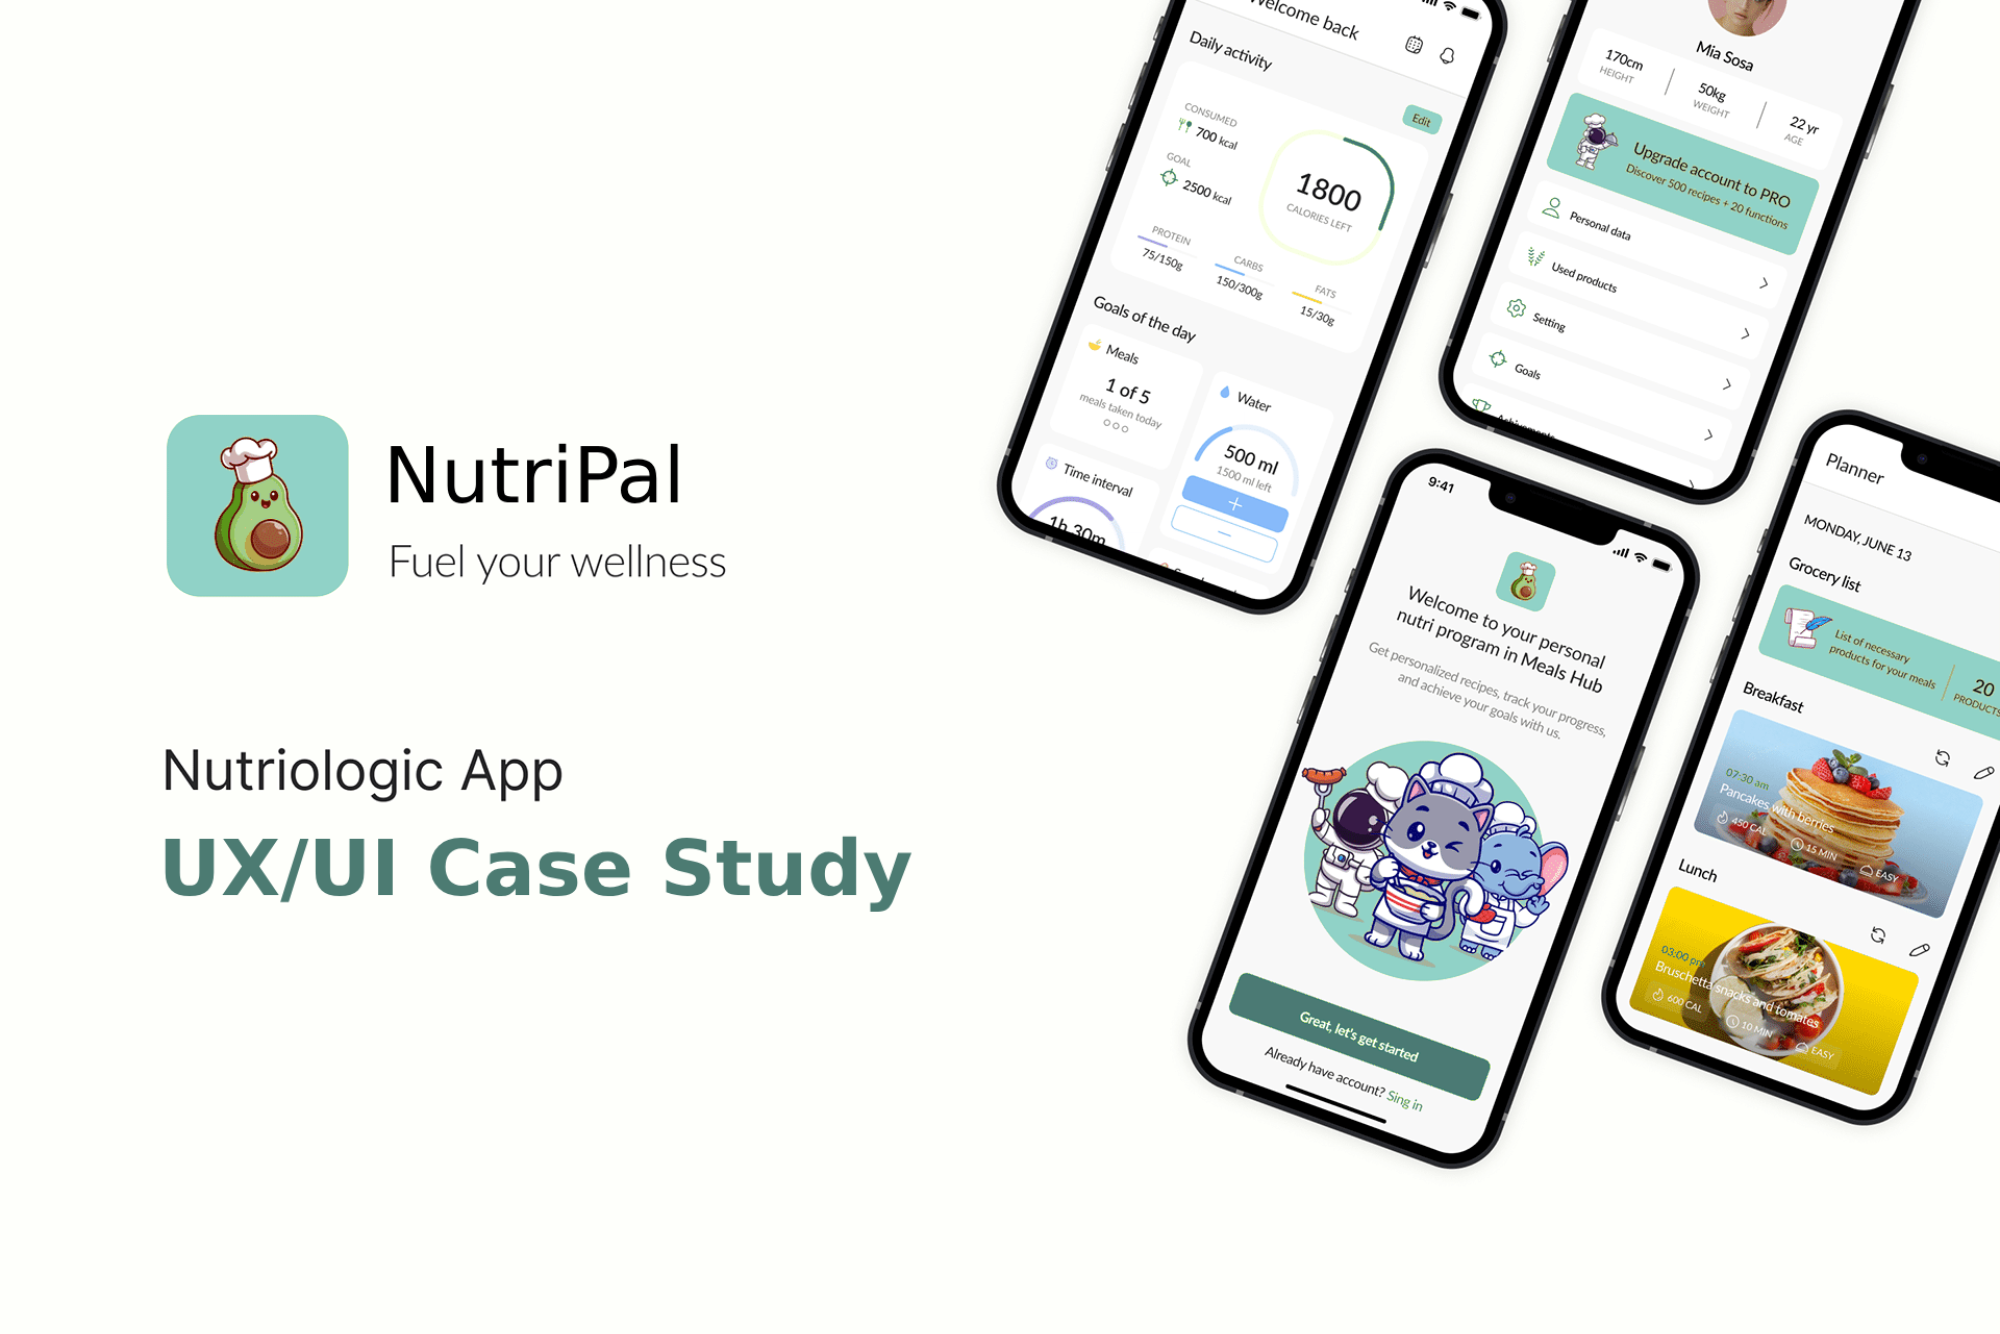 NutriPal
Fuel your wellness
Nutriologic App
UX/UI Case Study
Welcome back
Daily activity
Edit
CONSUMED
700 kcal
GOAL
2500 kcal
1800
CALORIES LEFT
PROTEIN
75/150g
CARBS
150/300g
FATS
15/30g
Goals of the day
Meals
1 of 5
meals taken today
Water
500 ml
1500 ml left
+
−
Time interval
1h 30m
Mia Sosa
170cm
HEIGHT
50kg
WEIGHT
22 yr
AGE
Upgrade account to PRO
Discover 500 recipes + 20 functions
Personal data
Used products
Setting
Goals
Achivements
9:41
Welcome to your personal
nutri program in Meals Hub
Get personalized recipes, track your progress,
and achieve your goals with us.
Great, let's get started
Already have account? Sing in
Planner
MONDAY, JUNE 13
Grocery list
List of necessary
products for your meals
20
PRODUCTS
Breakfast
07:30 am
Pancakes with berries
450 CAL
15 MIN
EASY
Lunch
03:00 pm
Bruschetta snacks and tomates
600 CAL
10 MIN
EASY